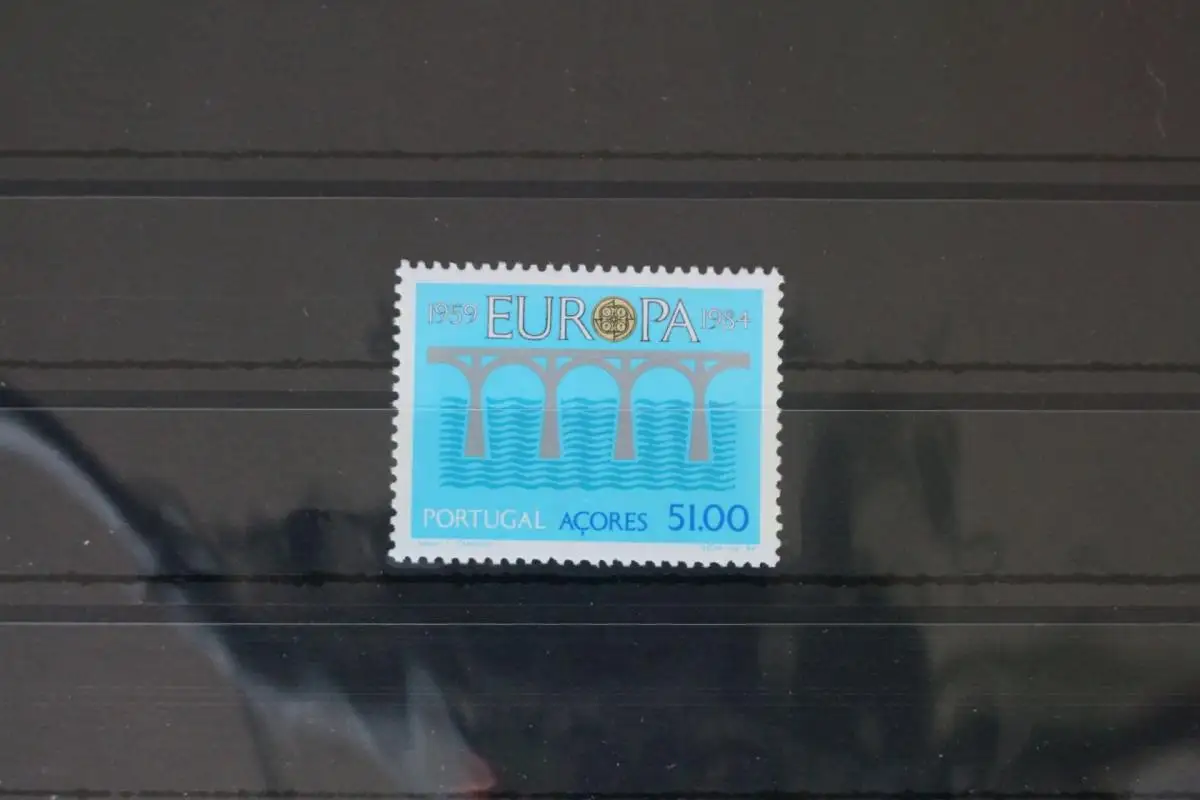 1959 EUROPA 1984
PORTUGAL AÇORES 51.00